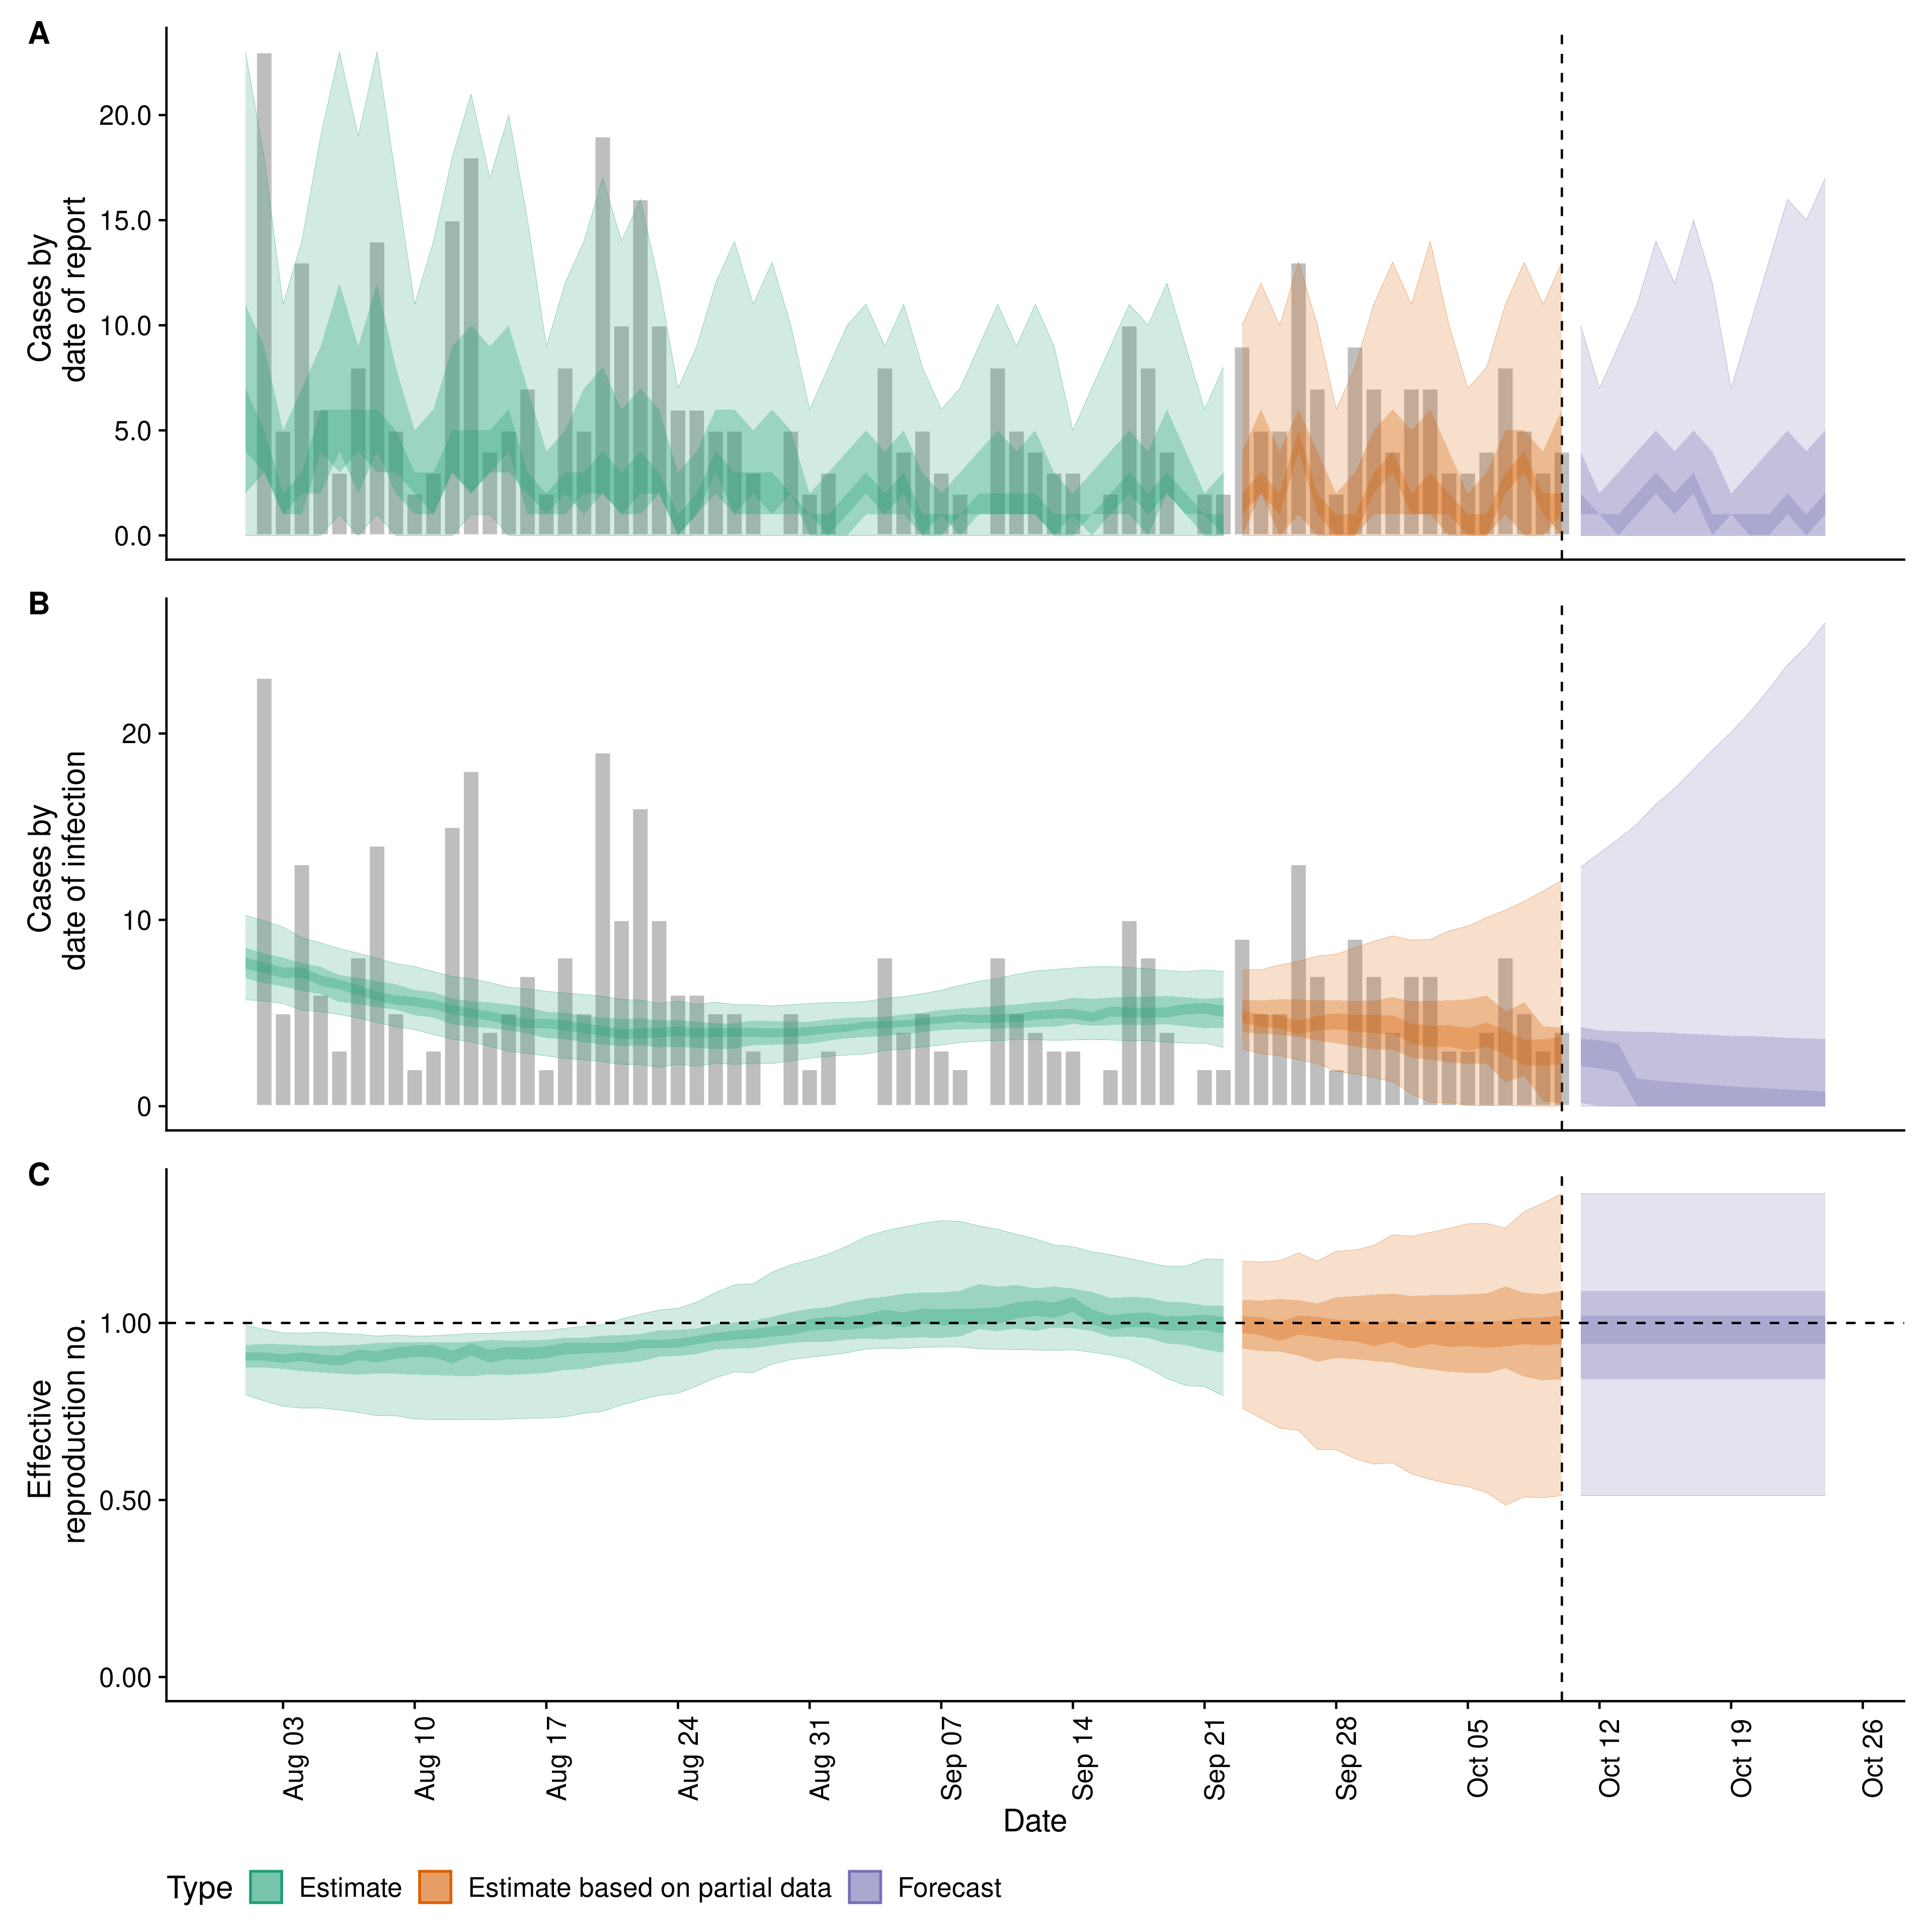 A
Cases by
date of report
20.0
15.0
10.0
5.0
0.0
B
Cases by
date of infection
20
10
0
C
Effective
reproduction no.
1.00
0.50
0.00
Aug 03
Aug 10
Aug 17
Aug 24
Aug 31
Sep 07
Sep 14
Sep 21
Sep 28
Oct 05
Oct 12
Oct 19
Oct 26
Date
Type Estimate Estimate based on partial data Forecast